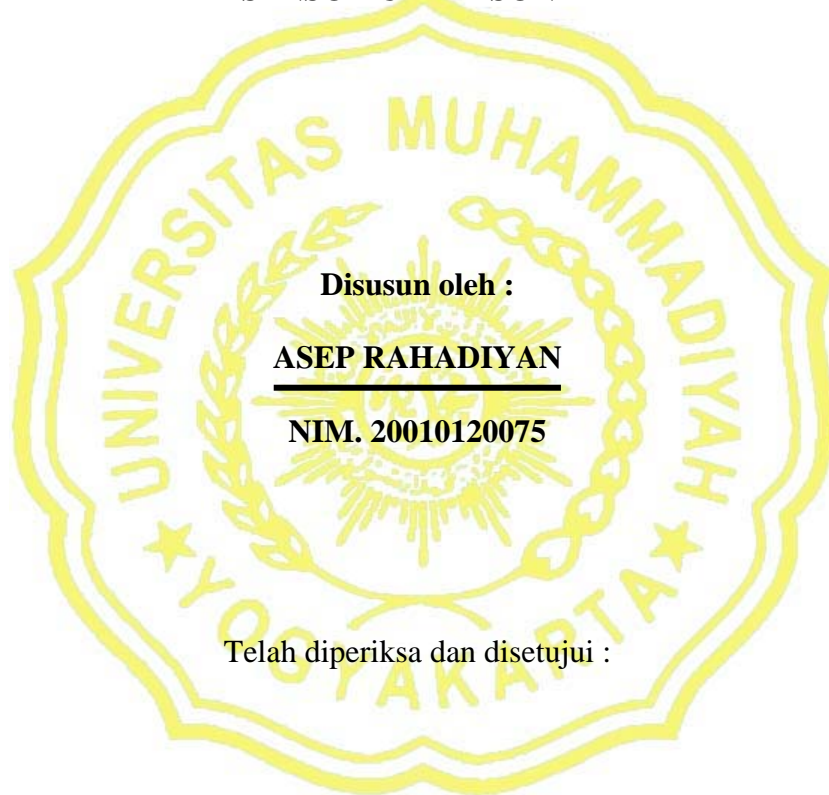 UNIVERSITAS MUHAMMADIYAH
Disusun oleh :
ASEP RAHADIYAN
NIM. 20010120075
★ YOGYAKARTA ★
Telah diperiksa dan disetujui :